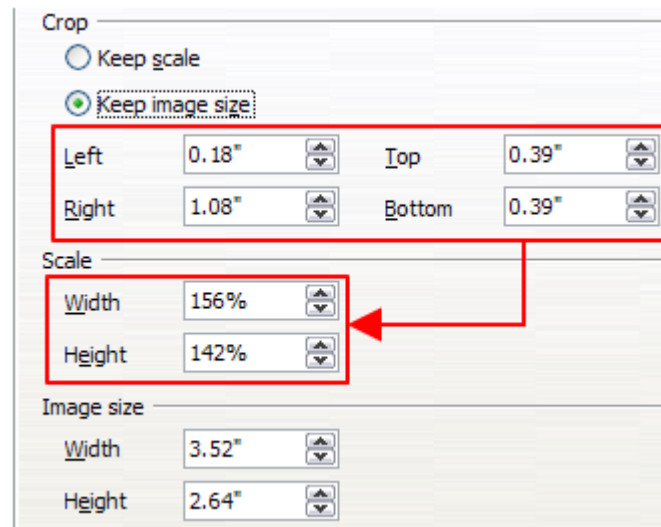 Crop
Keep scale
Keep image size
Left 0.18" Top 0.39"
Right 1.08" Bottom 0.39"
Scale
Width 156%
Height 142%
Image size
Width 3.52"
Height 2.64"